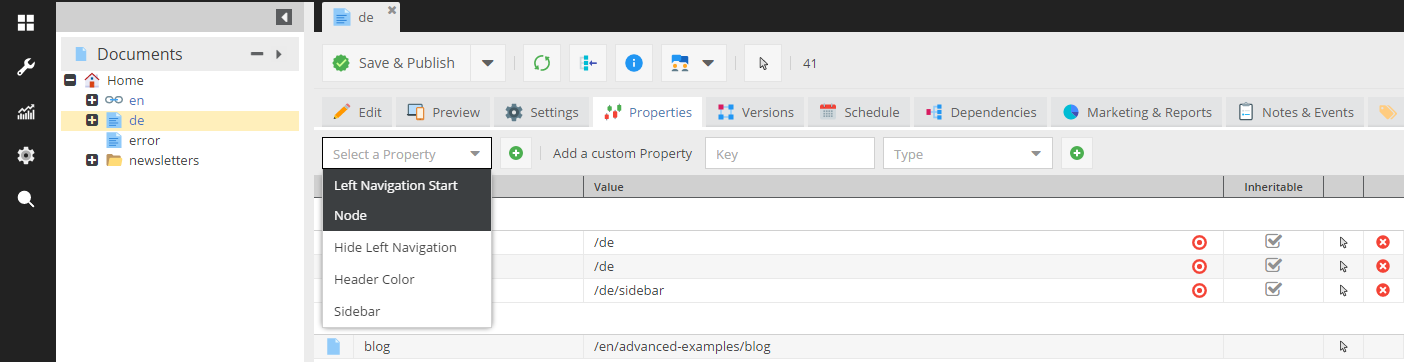 de
Documents
Home
en
de
error
newsletters
Save & Publish
41
Edit
Preview
Settings
Properties
Versions
Schedule
Dependencies
Marketing & Reports
Notes & Events
Select a Property
Add a custom Property
Key
Type
Left Navigation Start
Node
Hide Left Navigation
Header Color
Sidebar
Value
Inheritable
/de
/de
/de/sidebar
blog
/en/advanced-examples/blog